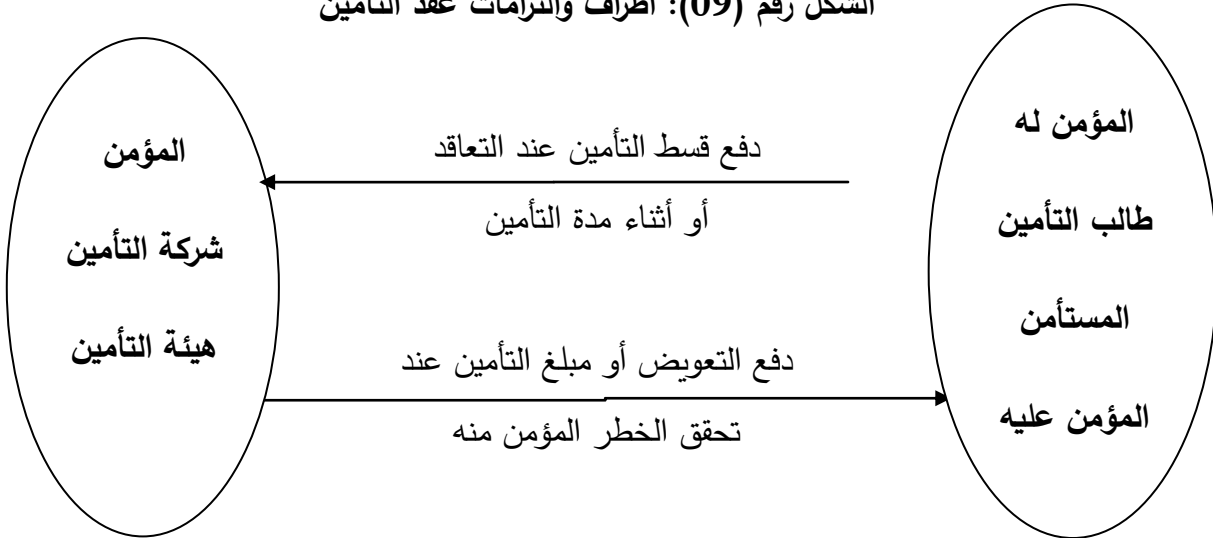 الشكل رقم (09): أطراف والتزامات عقد التأمين
المؤمن له
طالب التأمين
المستأمن
المؤمن عليه
دفع قسط التأمين عند التعاقد
أو أثناء مدة التأمين
دفع التعويض أو مبلغ التأمين عند
تحقق الخطر المؤمن منه
المؤمن
شركة التأمين
هيئة التأمين